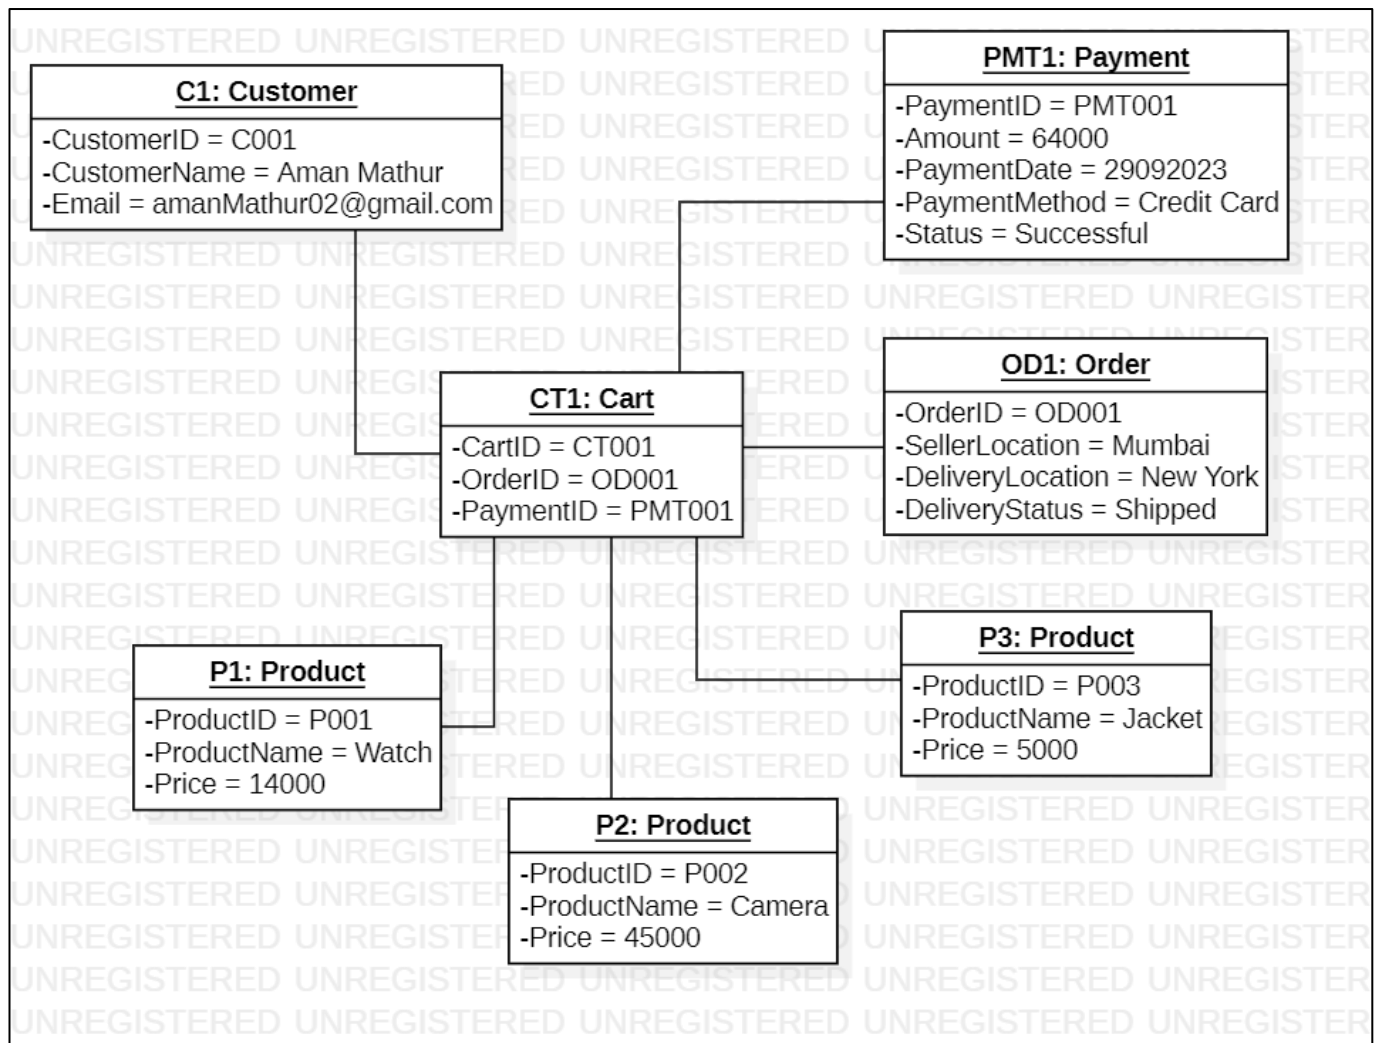 C1: Customer
-CustomerID = C001
-CustomerName = Aman Mathur
-Email = amanMathur02@gmail.com
PMT1: Payment
-PaymentID = PMT001
-Amount = 64000
-PaymentDate = 29092023
-PaymentMethod = Credit Card
-Status = Successful
CT1: Cart
-CartID = CT001
-OrderID = OD001
-PaymentID = PMT001
OD1: Order
-OrderID = OD001
-SellerLocation = Mumbai
-DeliveryLocation = New York
-DeliveryStatus = Shipped
P1: Product
-ProductID = P001
-ProductName = Watch
-Price = 14000
P2: Product
-ProductID = P002
-ProductName = Camera
-Price = 45000
P3: Product
-ProductID = P003
-ProductName = Jacket
-Price = 5000
UNREGISTERED UNREGISTERED UNREGISTERED UNREGISTERED